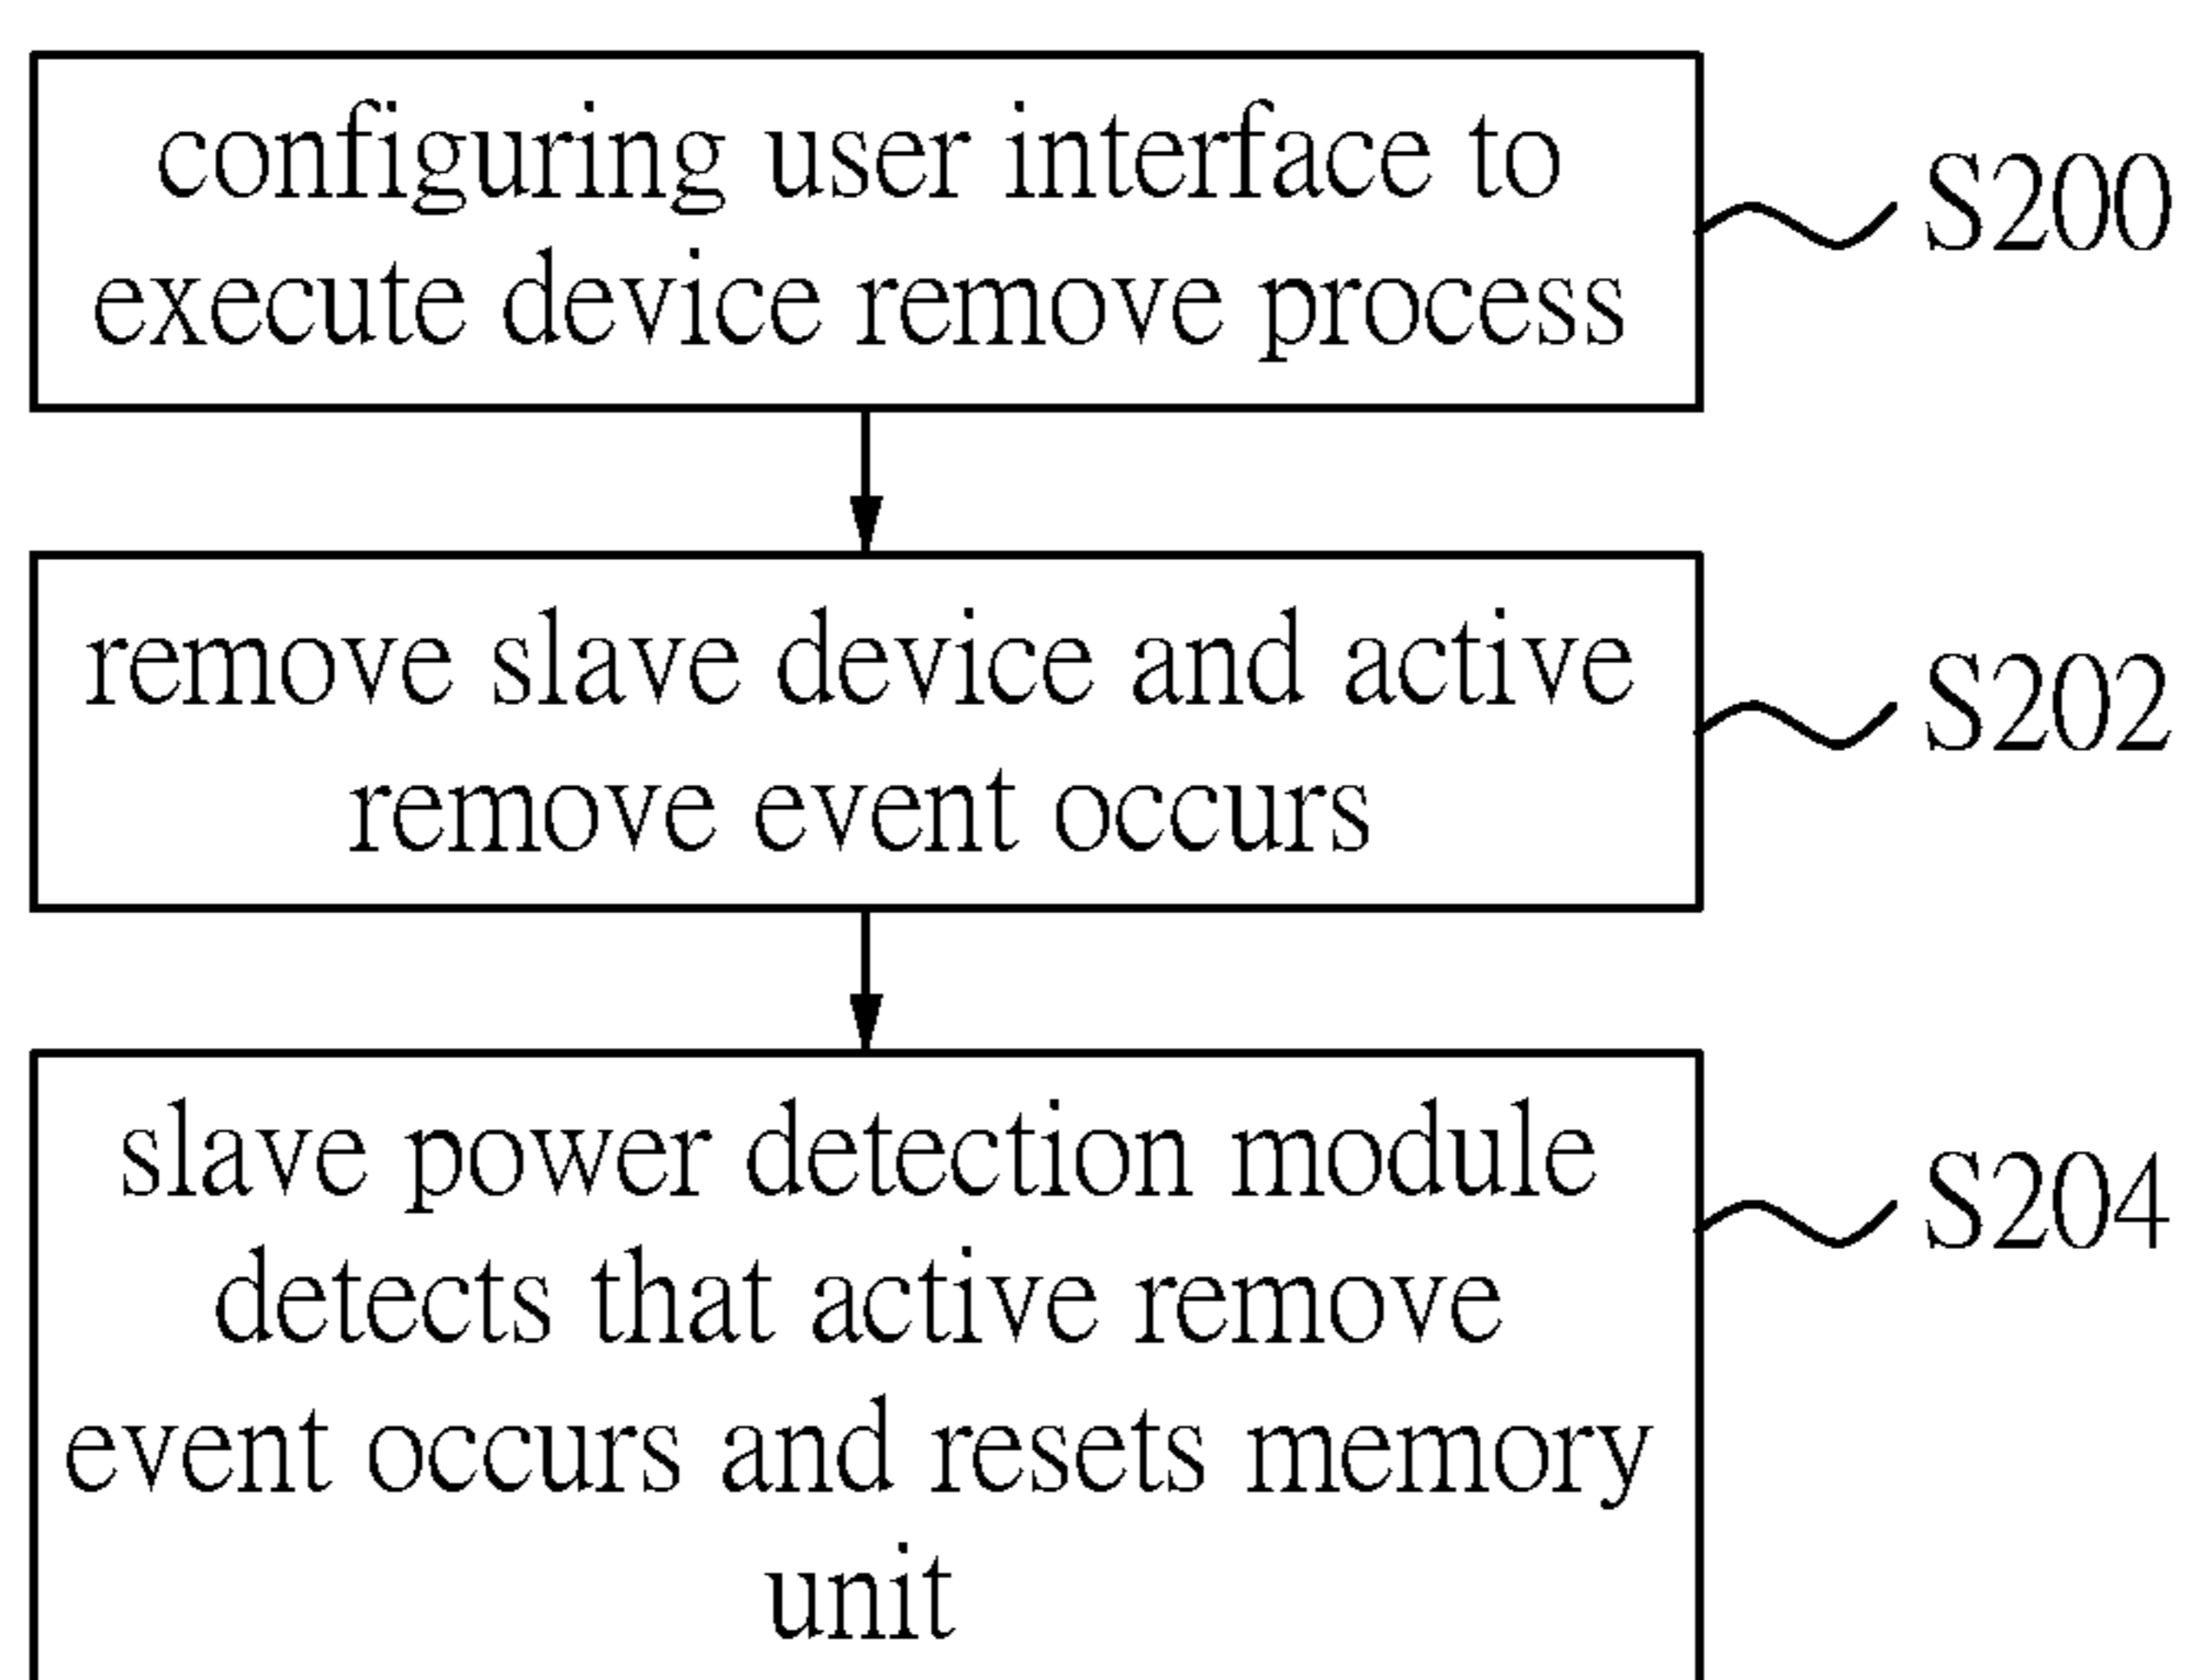 configuring user interface to
execute device remove process
S200
remove slave device and active
remove event occurs
S202
slave power detection module
detects that active remove
event occurs and resets memory
unit
S204